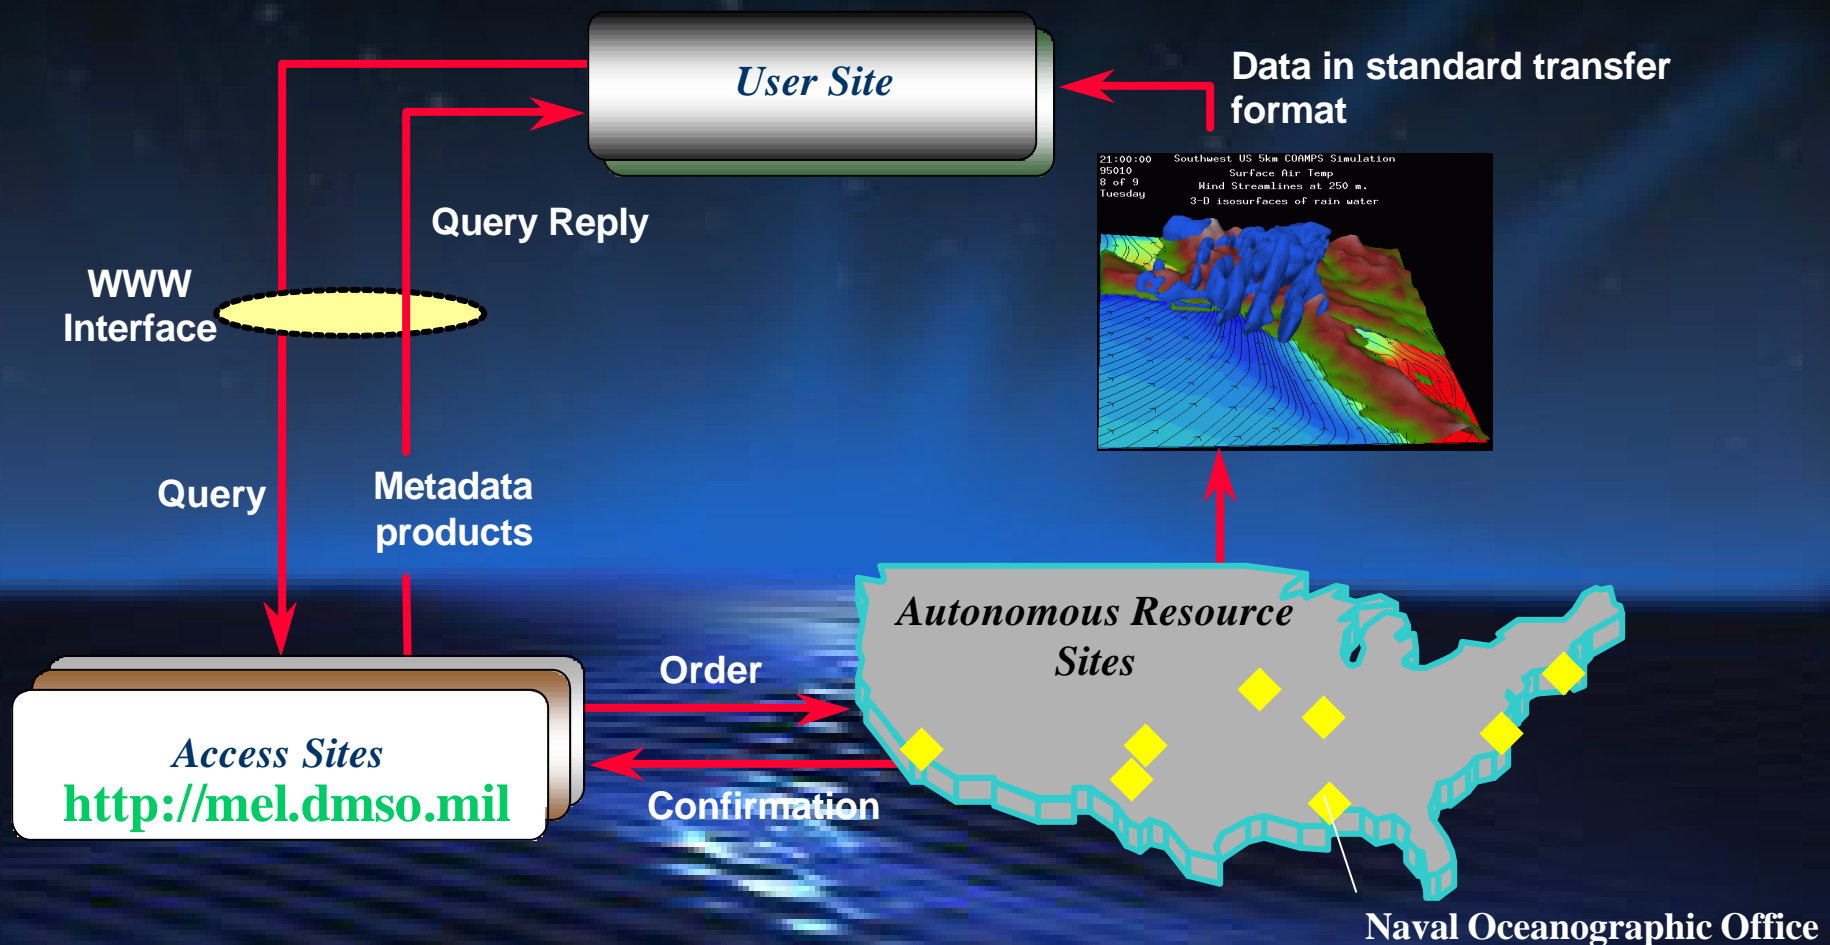 User Site
Data in standard transfer
format
21:00:00 Southwest US 5km COAMPS Simulation
95010 Surface Air Temp
8 of 9 Wind Streamlines at 250 m.
Tuesday
3-D isosurfaces of rain water
Query Reply
WWW
Interface
Query
Metadata
products
Autonomous Resource
Sites
Order
Access Sites
http://mel.dmso.mil
Confirmation
Naval Oceanographic Office